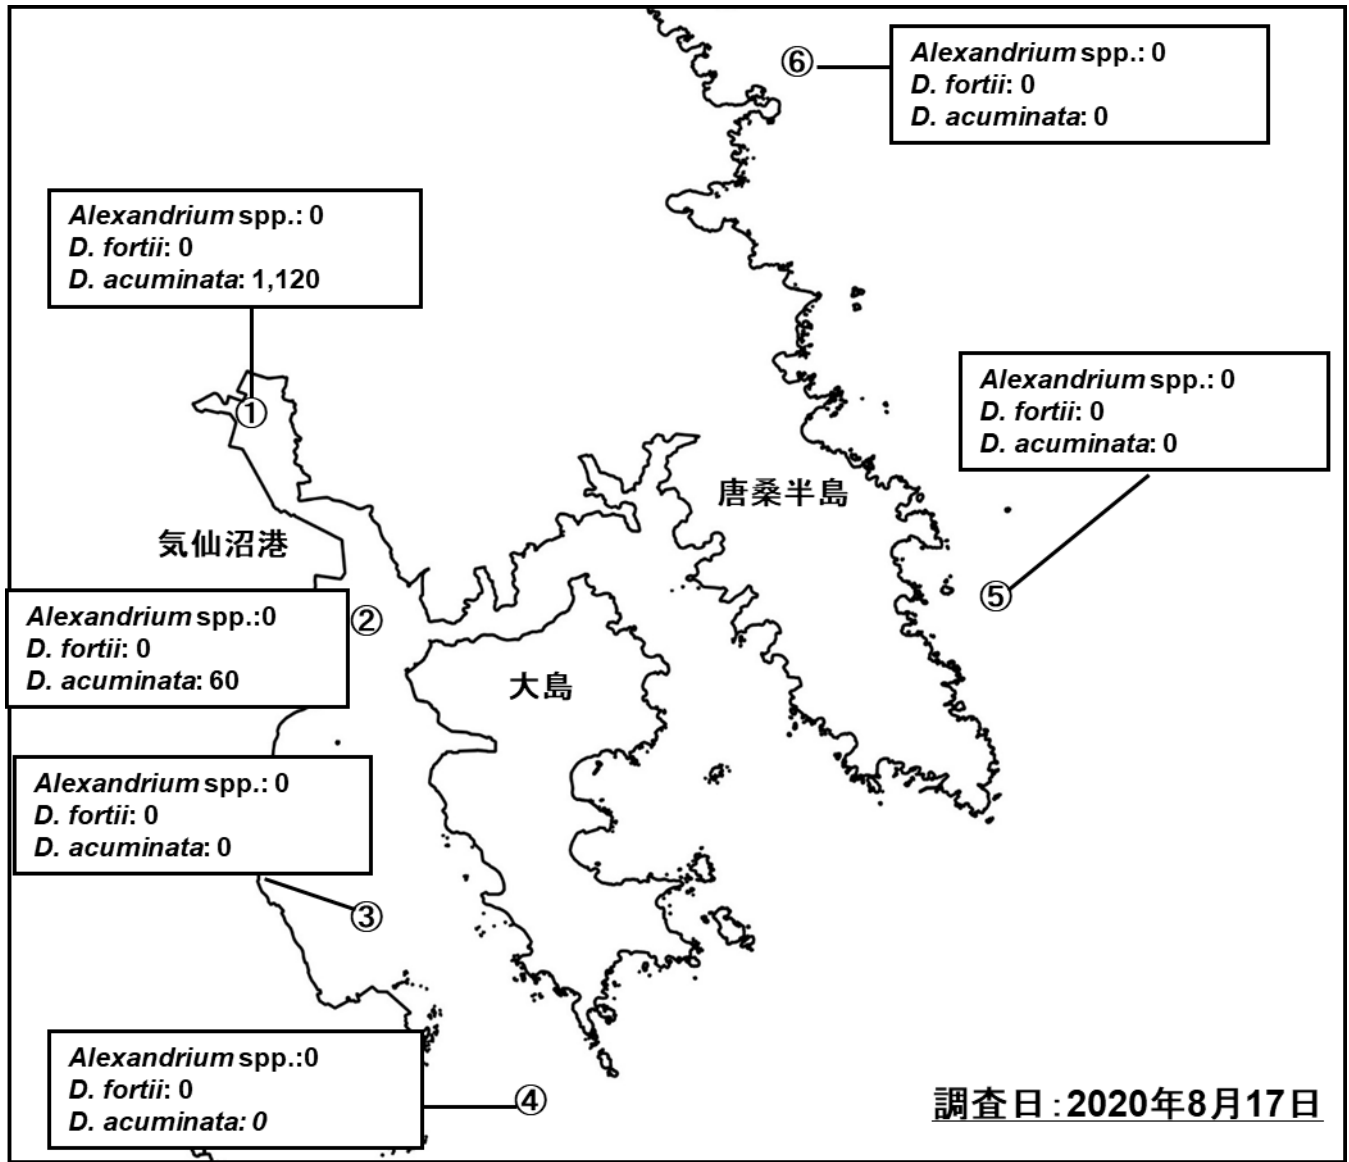 ⑥
Alexandrium spp.: 0
D. fortii: 0
D. acuminata: 0
Alexandrium spp.: 0
D. fortii: 0
D. acuminata: 1,120
①
Alexandrium spp.: 0
D. fortii: 0
D. acuminata: 0
唐桑半島
気仙沼港
⑤
Alexandrium spp.:0
D. fortii: 0
D. acuminata: 60
②
大島
Alexandrium spp.: 0
D. fortii: 0
D. acuminata: 0
③
Alexandrium spp.:0
D. fortii: 0
D. acuminata: 0
④
調査日:2020年8月17日